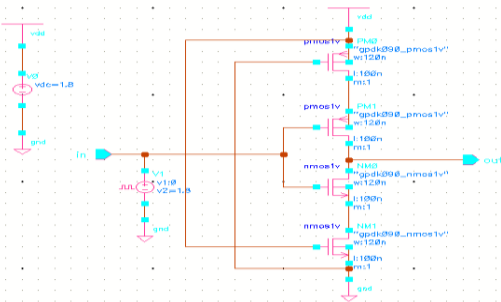 vdd
V0
vdc=1.8
gnd
in
V1
v1:0
v2=1.8
gnd
vdd
pmos1v
PM0
"gpdk090_pmos1v"
w:120n
l:100n
m:1
pmos1v
PM1
"gpdk090_pmos1v"
w:120n
l:100n
m:1
out
nmos1v
NM0
"gpdk090_nmos1v"
w:120n
l:100n
m:1
nmos1v
NM1
"gpdk090_nmos1v"
w:120n
l:100n
m:1
gnd